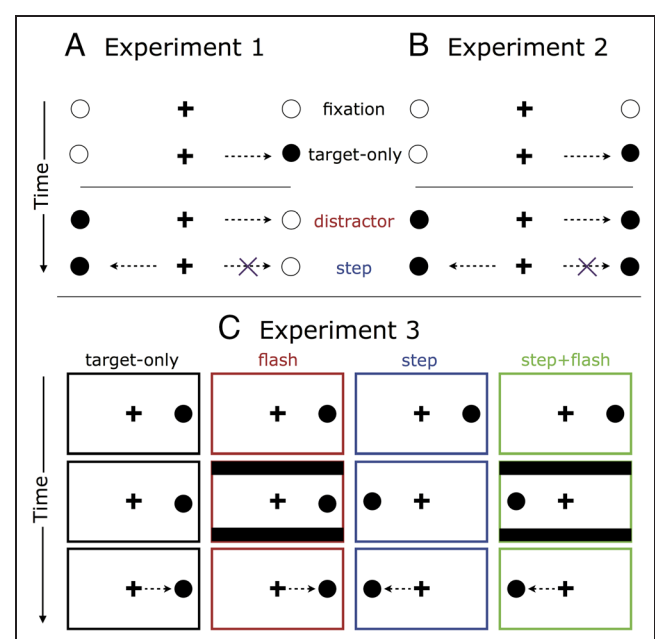 A Experiment 1
B Experiment 2
Time
fixation
target-only
distractor
step
C Experiment 3
target-only flash step step+flash
Time